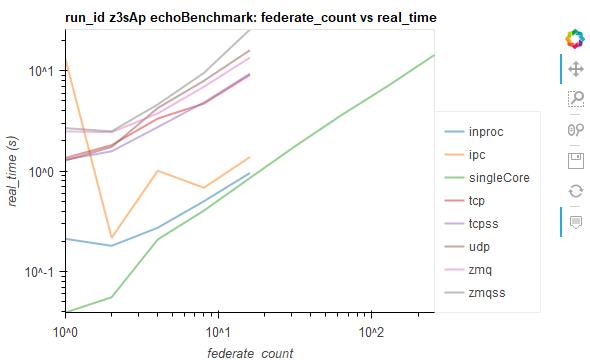 run_id z3sAp echoBenchmark: federate_count vs real_time
10^1
10^0
10^-1
real_time (s)
10^0
10^1
10^2
federate_count
inproc
ipc
singleCore
tcp
tcpss
udp
zmq
zmqss